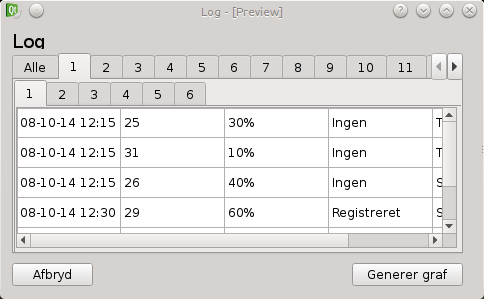 Log - [Preview]
Log
Alle 1 2 3 4 5 6 7 8 9 10 11
1 2 3 4 5 6
08-10-14 12:15 25 30% Ingen
08-10-14 12:15 31 10% Ingen
08-10-14 12:15 26 40% Ingen
08-10-14 12:30 29 60% Registreret
Afbryd Generer graf